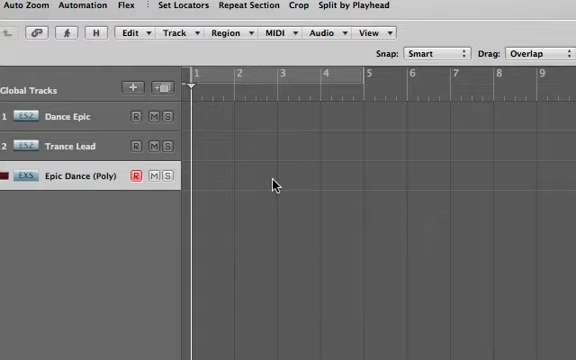 Auto Zoom Automation Flex Set Locators Repeat Section Crop Split by Playhead
H Edit Track Region MIDI Audio View
Snap: Smart Drag: Overlap
Global Tracks + 1 2 3 4 5 6 7 8 9
1 ES2 Dance Epic R M S
2 ES2 Trance Lead R M S
EXS Epic Dance (Poly) R M S